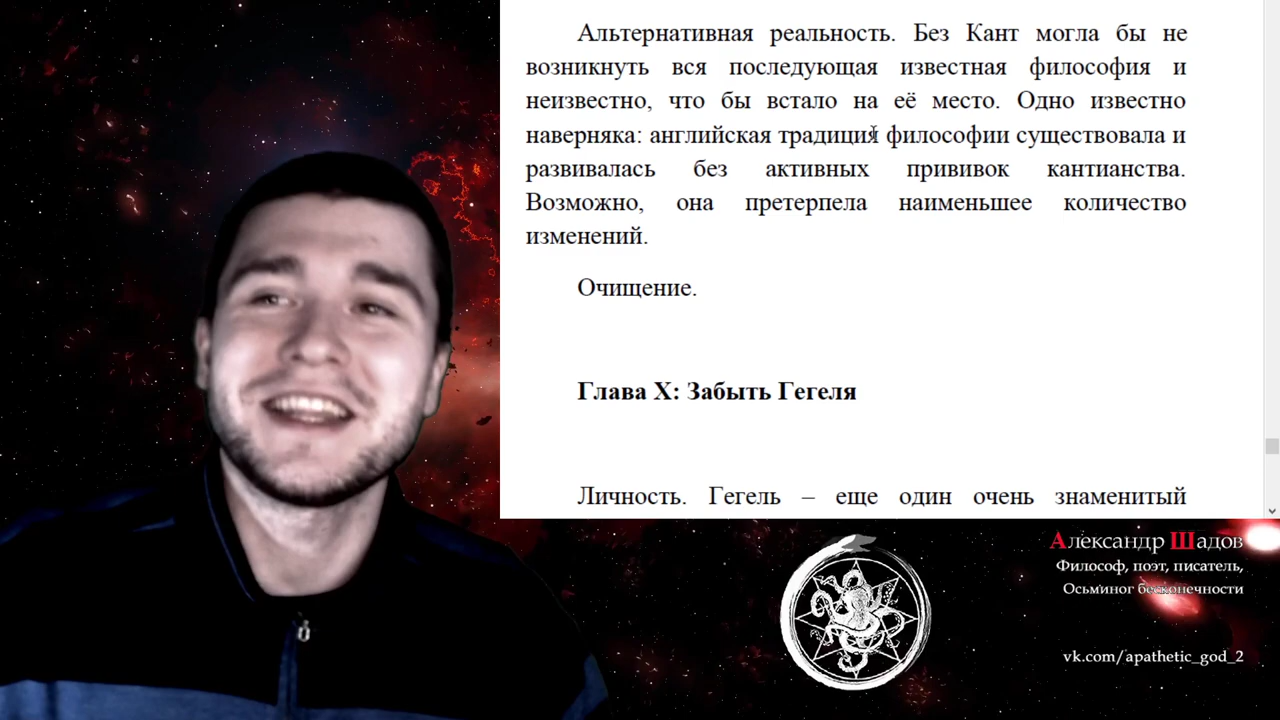 Альтернативная реальность. Без Кант могла бы не
возникнуть вся последующая известная философия и
неизвестно, что бы встало на её место. Одно известно
наверняка: английская традиция философии существовала и
развивалась без активных прививок кантианства.
Возможно, она претерпела наименьшее количество
изменений.
Очищение.
Глава X: Забыть Гегеля
Личность. Гегель – еще один очень знаменитый
Александр Шадов
Философ, поэт, писатель,
Осьминог бесконечности
vk.com/apathetic_god_2